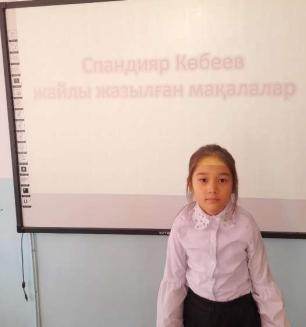 Спандияр Көбеев
жайлы жазылған мақалалар